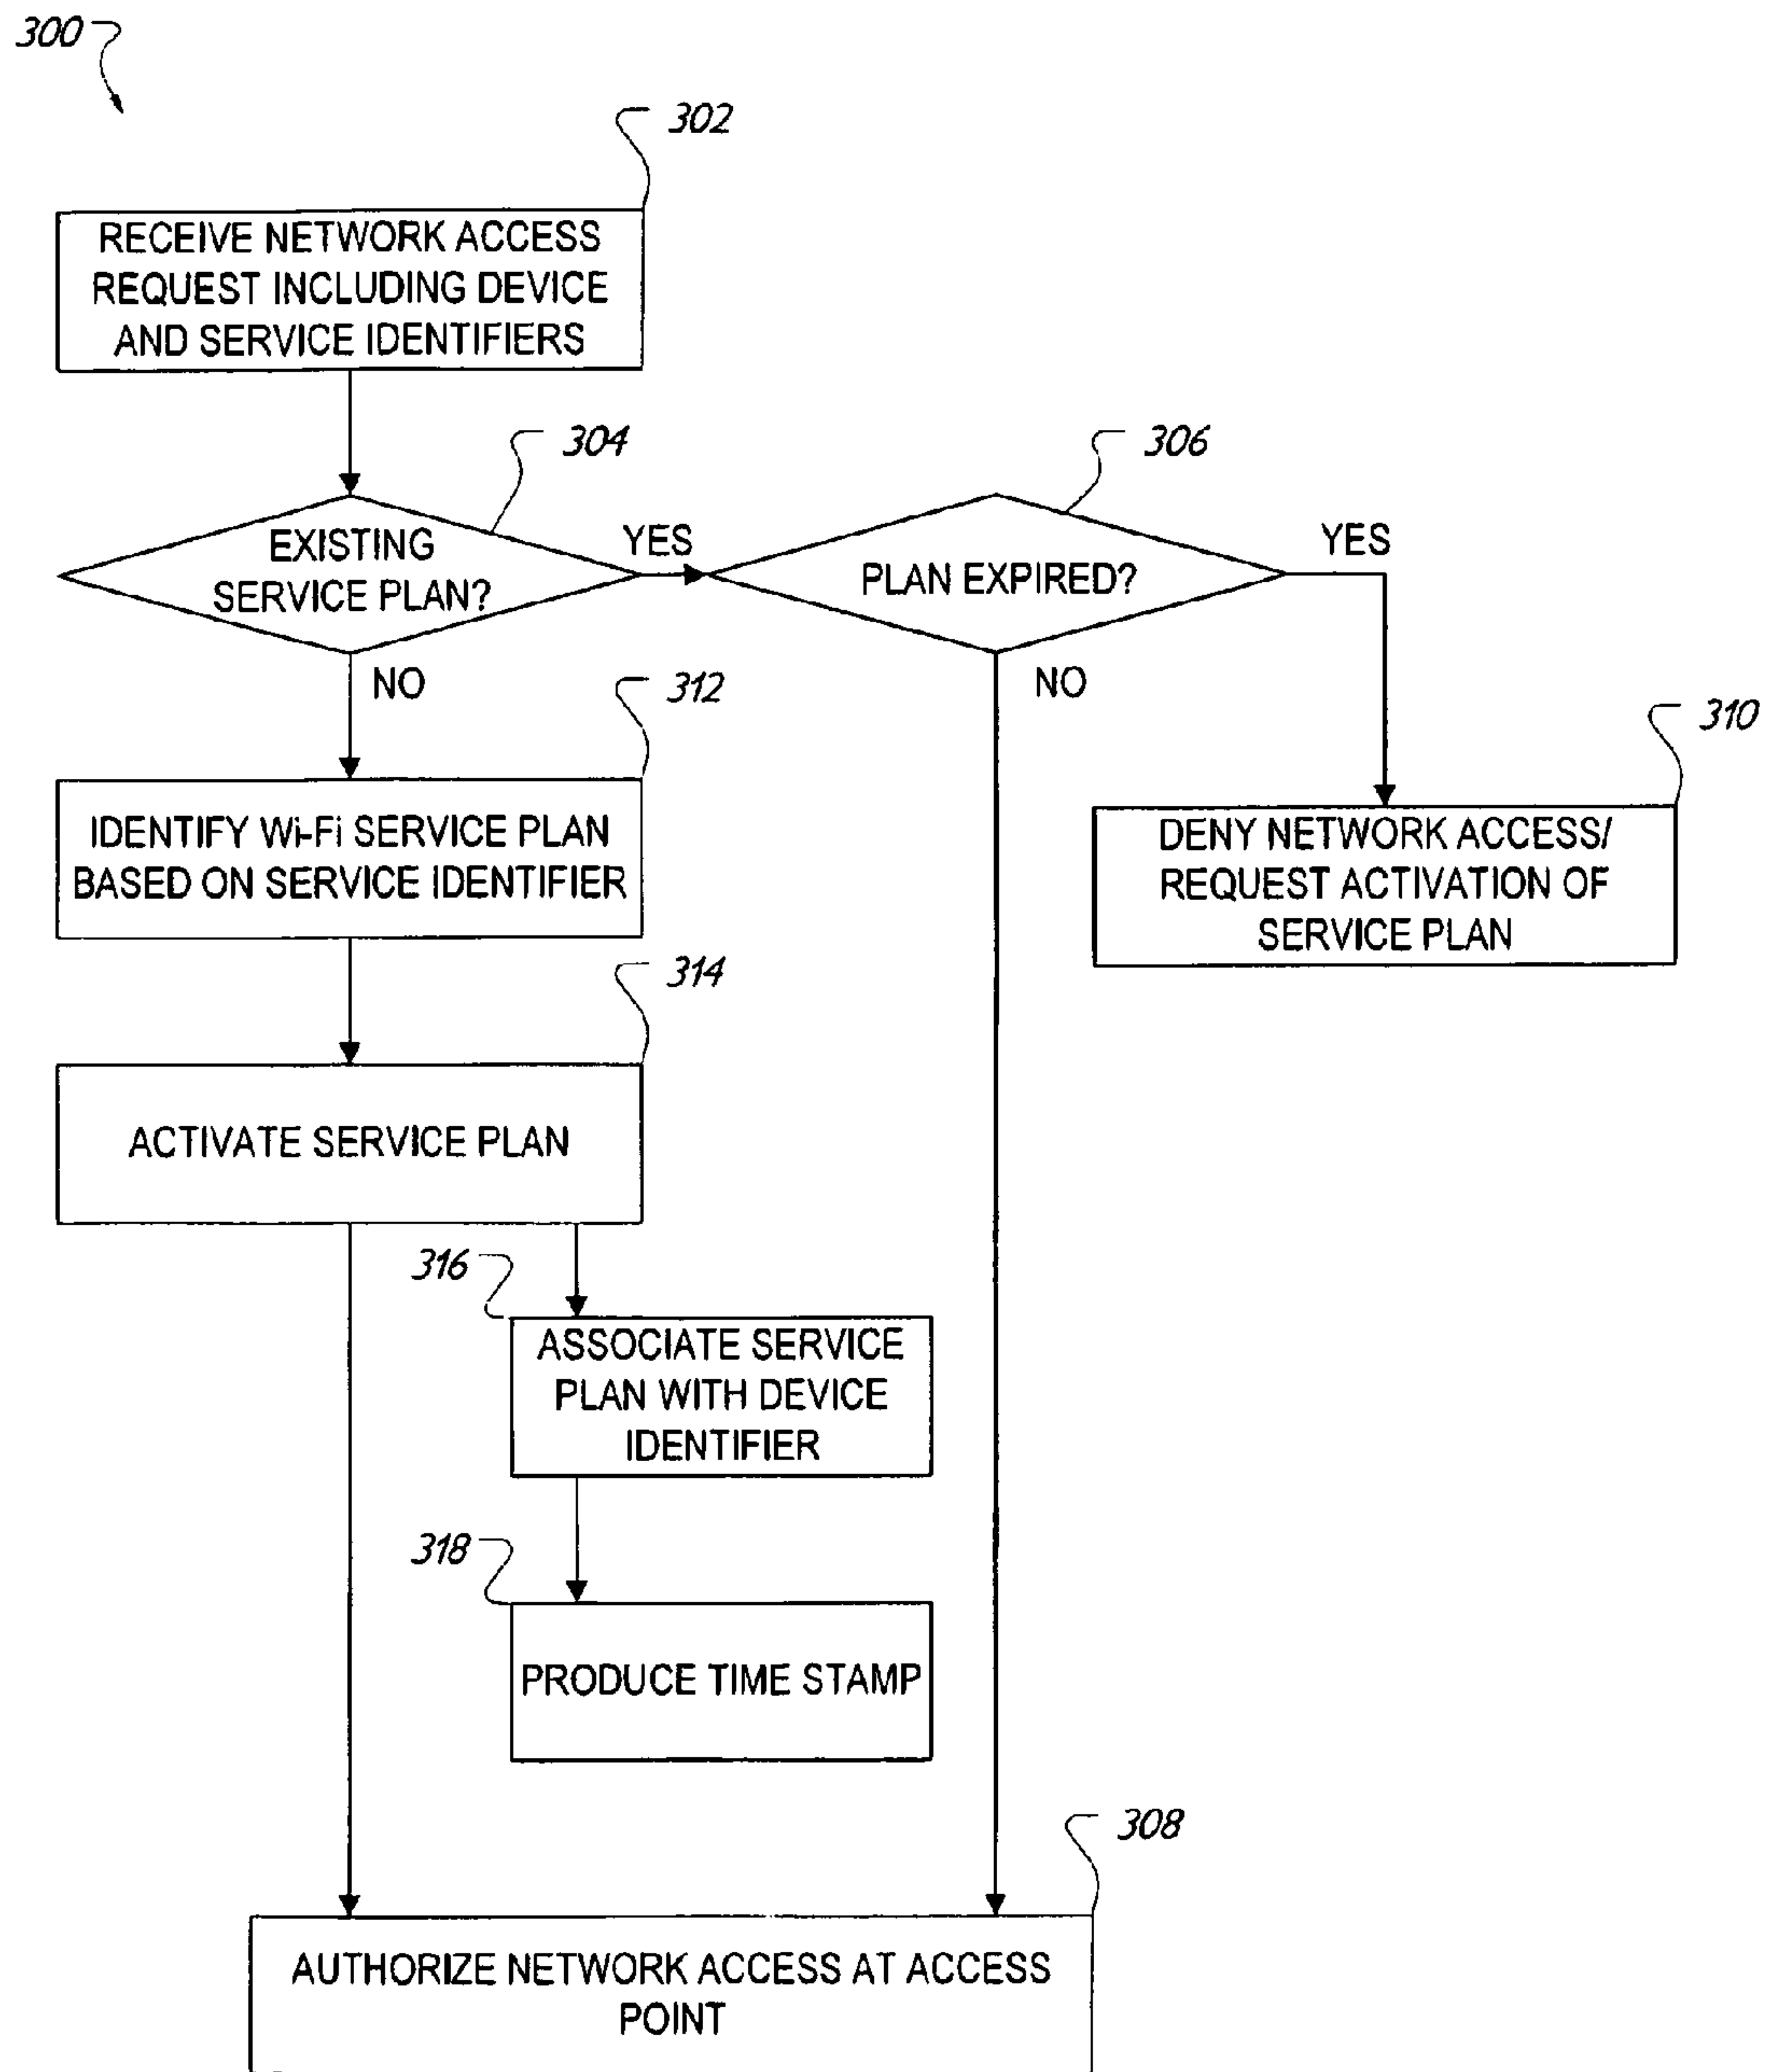 300
302
RECEIVE NETWORK ACCESS
REQUEST INCLUDING DEVICE
AND SERVICE IDENTIFIERS
304
306
EXISTING
SERVICE PLAN?
YES
PLAN EXPIRED?
YES
NO
NO
312
310
IDENTIFY Wi-Fi SERVICE PLAN
BASED ON SERVICE IDENTIFIER
DENY NETWORK ACCESS/
REQUEST ACTIVATION OF
SERVICE PLAN
314
ACTIVATE SERVICE PLAN
316
ASSOCIATE SERVICE
PLAN WITH DEVICE
IDENTIFIER
318
PRODUCE TIME STAMP
308
AUTHORIZE NETWORK ACCESS AT ACCESS
POINT